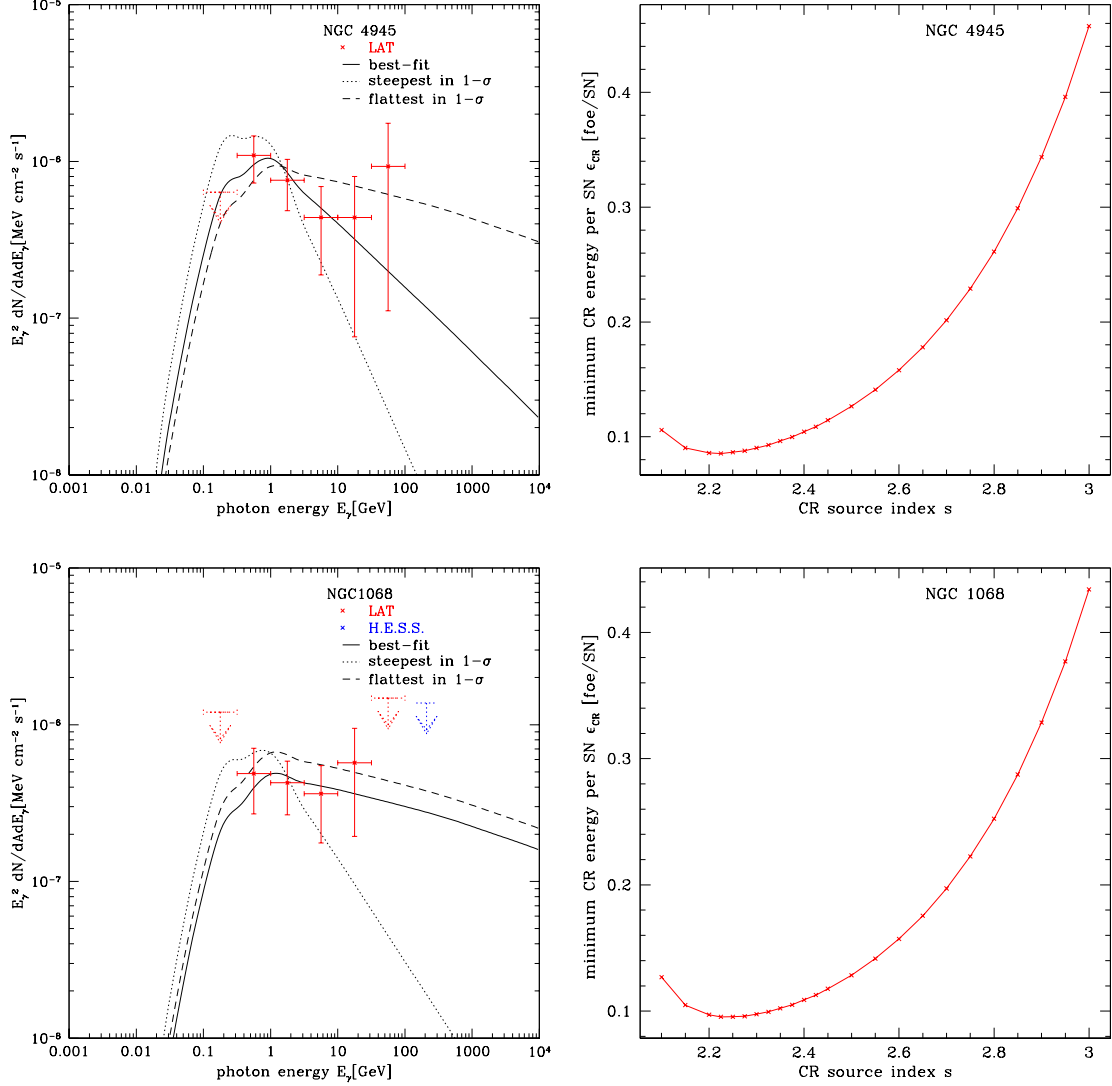 NGC 4945
LAT
best-fit
steepest in 1-σ
flattest in 1-σ
10⁻⁵
10⁻⁶
10⁻⁷
10⁻⁸
E_γ² dN/dAdE_γ[MeV cm⁻² s⁻¹]
0.001 0.01 0.1 1 10 100 1000 10⁴
photon energy E_γ[GeV]
NGC 4945
0.4
0.3
0.2
0.1
minimum CR energy per SN ε_CR [foe/SN]
2.2 2.4 2.6 2.8 3
CR source index s
NGC1068
LAT
H.E.S.S.
best-fit
steepest in 1-σ
flattest in 1-σ
10⁻⁵
10⁻⁶
10⁻⁷
10⁻⁸
E_γ² dN/dAdE_γ[MeV cm⁻² s⁻¹]
0.001 0.01 0.1 1 10 100 1000 10⁴
photon energy E_γ[GeV]
NGC 1068
0.4
0.3
0.2
0.1
minimum CR energy per SN ε_CR [foe/SN]
2.2 2.4 2.6 2.8 3
CR source index s